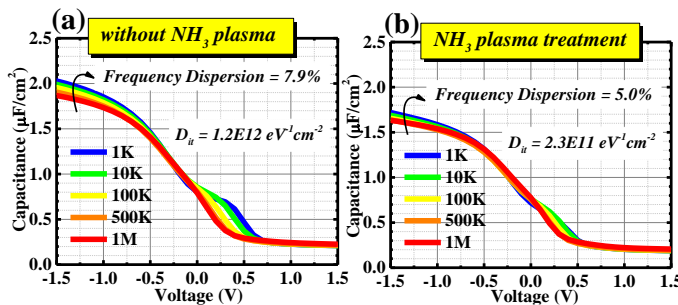 (a)
without NH3 plasma
Frequency Dispersion = 7.9%
Dit = 1.2E12 eV-1cm-2
1K
10K
100K
500K
1M
Capacitance (µF/cm2)
2.5
2.0
1.5
1.0
0.5
0.0
-1.5 -1.0 -0.5 0.0 0.5 1.0 1.5
Voltage (V)
(b)
NH3 plasma treatment
Frequency Dispersion = 5.0%
Dit = 2.3E11 eV-1cm-2
1K
10K
100K
500K
1M
Capacitance (µF/cm2)
2.5
2.0
1.5
1.0
0.5
0.0
-1.5 -1.0 -0.5 0.0 0.5 1.0 1.5
Voltage (V)